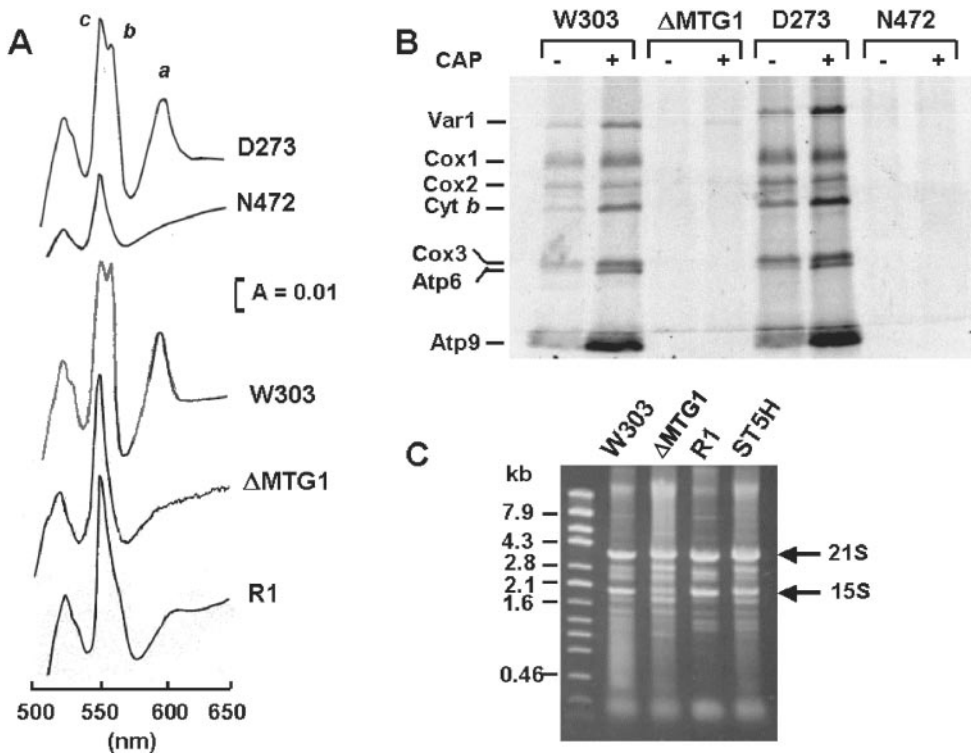 A
c
b
a
D273
N472
A = 0.01
W303
ΔMTG1
R1
500 550 600 650
(nm)
B
W303 ΔMTG1 D273 N472
CAP - + - + - + - +
Var1
Cox1
Cox2
Cyt b
Cox3
Atp6
Atp9
C
W303 ΔMTG1 R1 ST5H
kb
7.9
4.3
2.8
2.1
1.6
0.46
21S
15S